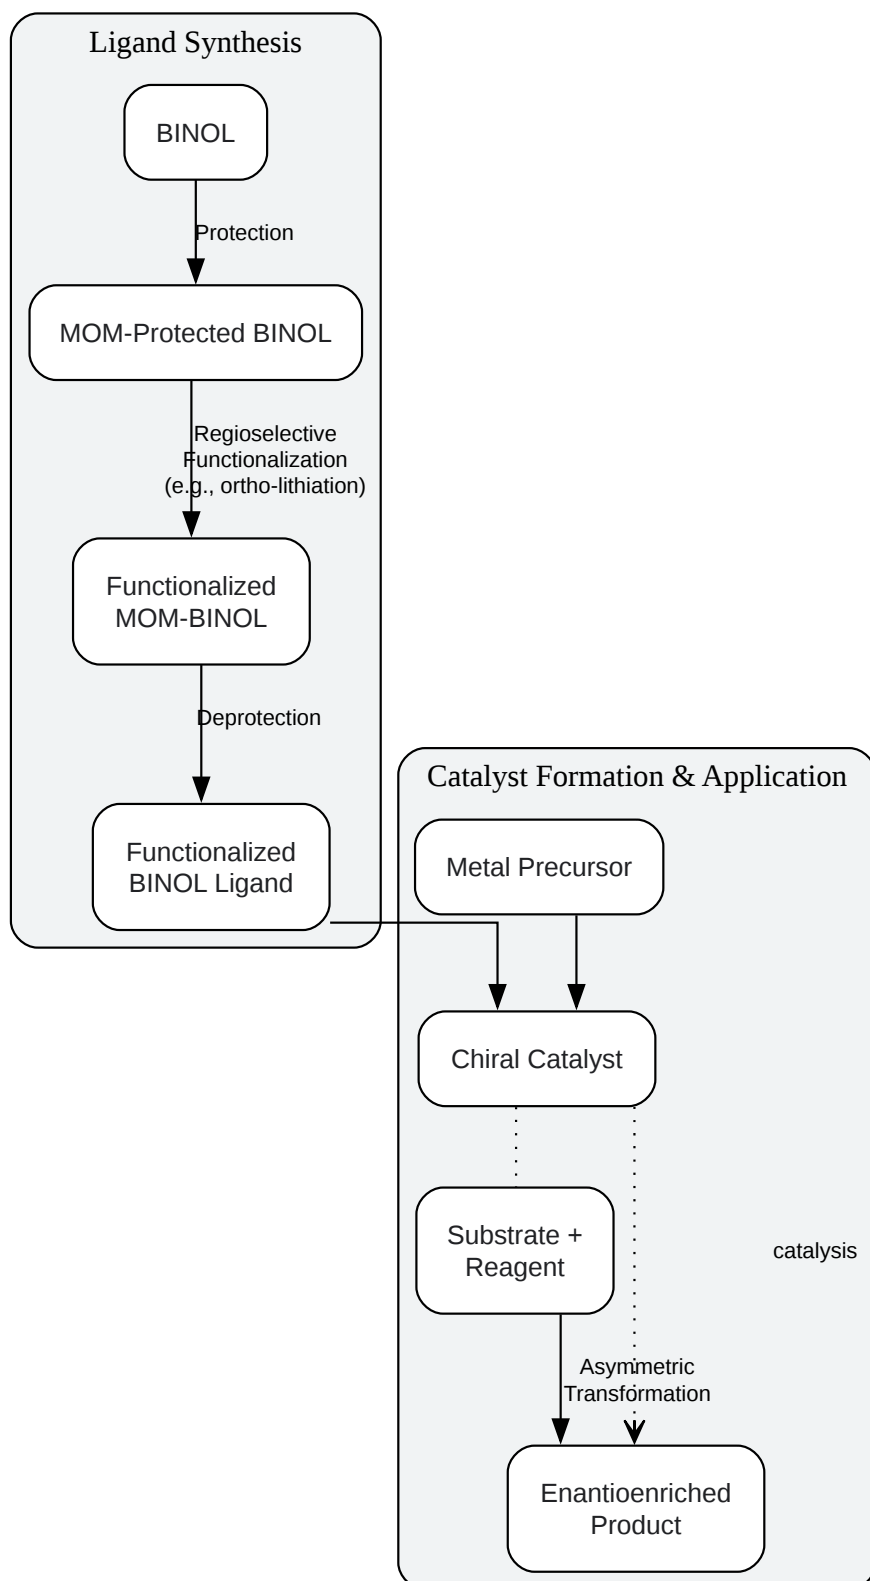 Ligand Synthesis
BINOL
Protection
MOM-Protected BINOL
Regioselective
Functionalization
(e.g., ortho-lithiation)
Functionalized
MOM-BINOL
Deprotection
Functionalized
BINOL Ligand
Catalyst Formation & Application
Metal Precursor
Chiral Catalyst
Substrate +
Reagent
catalysis
Asymmetric
Transformation
Enantioenriched
Product